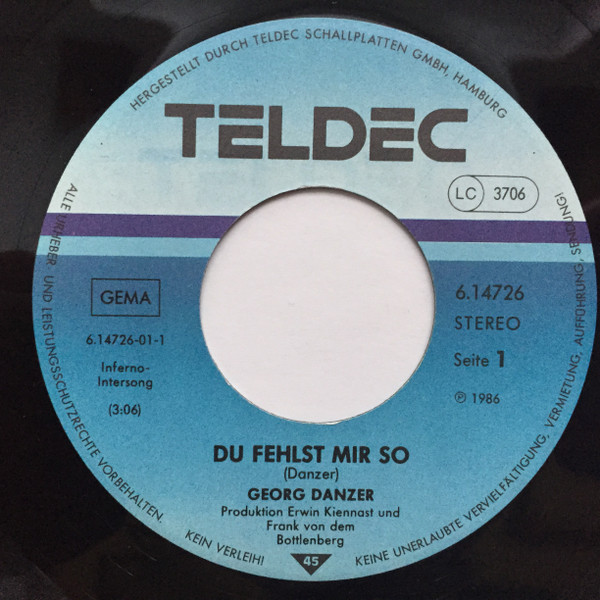 HERGESTELLT DURCH TELDEC SCHALLPLATTEN GMBH, HAMBURG
TELDEC
LC 3706
GEMA
6.14726-01-1
Inferno-
Intersong
(3:06)
6.14726
STEREO
Seite 1
℗ 1986
DU FEHLST MIR SO
(Danzer)
GEORG DANZER
Produktion Erwin Kiennast und
Frank von dem
Bottlenberg
45
ALLE URHEBER- UND LEISTUNGSSCHUTZRECHTE VORBEHALTEN.
KEIN VERLEIH!
KEINE UNERLAUBTE VERVIELFÄLTIGUNG, VERMIETUNG, AUFFÜHRUNG, SENDUNG!